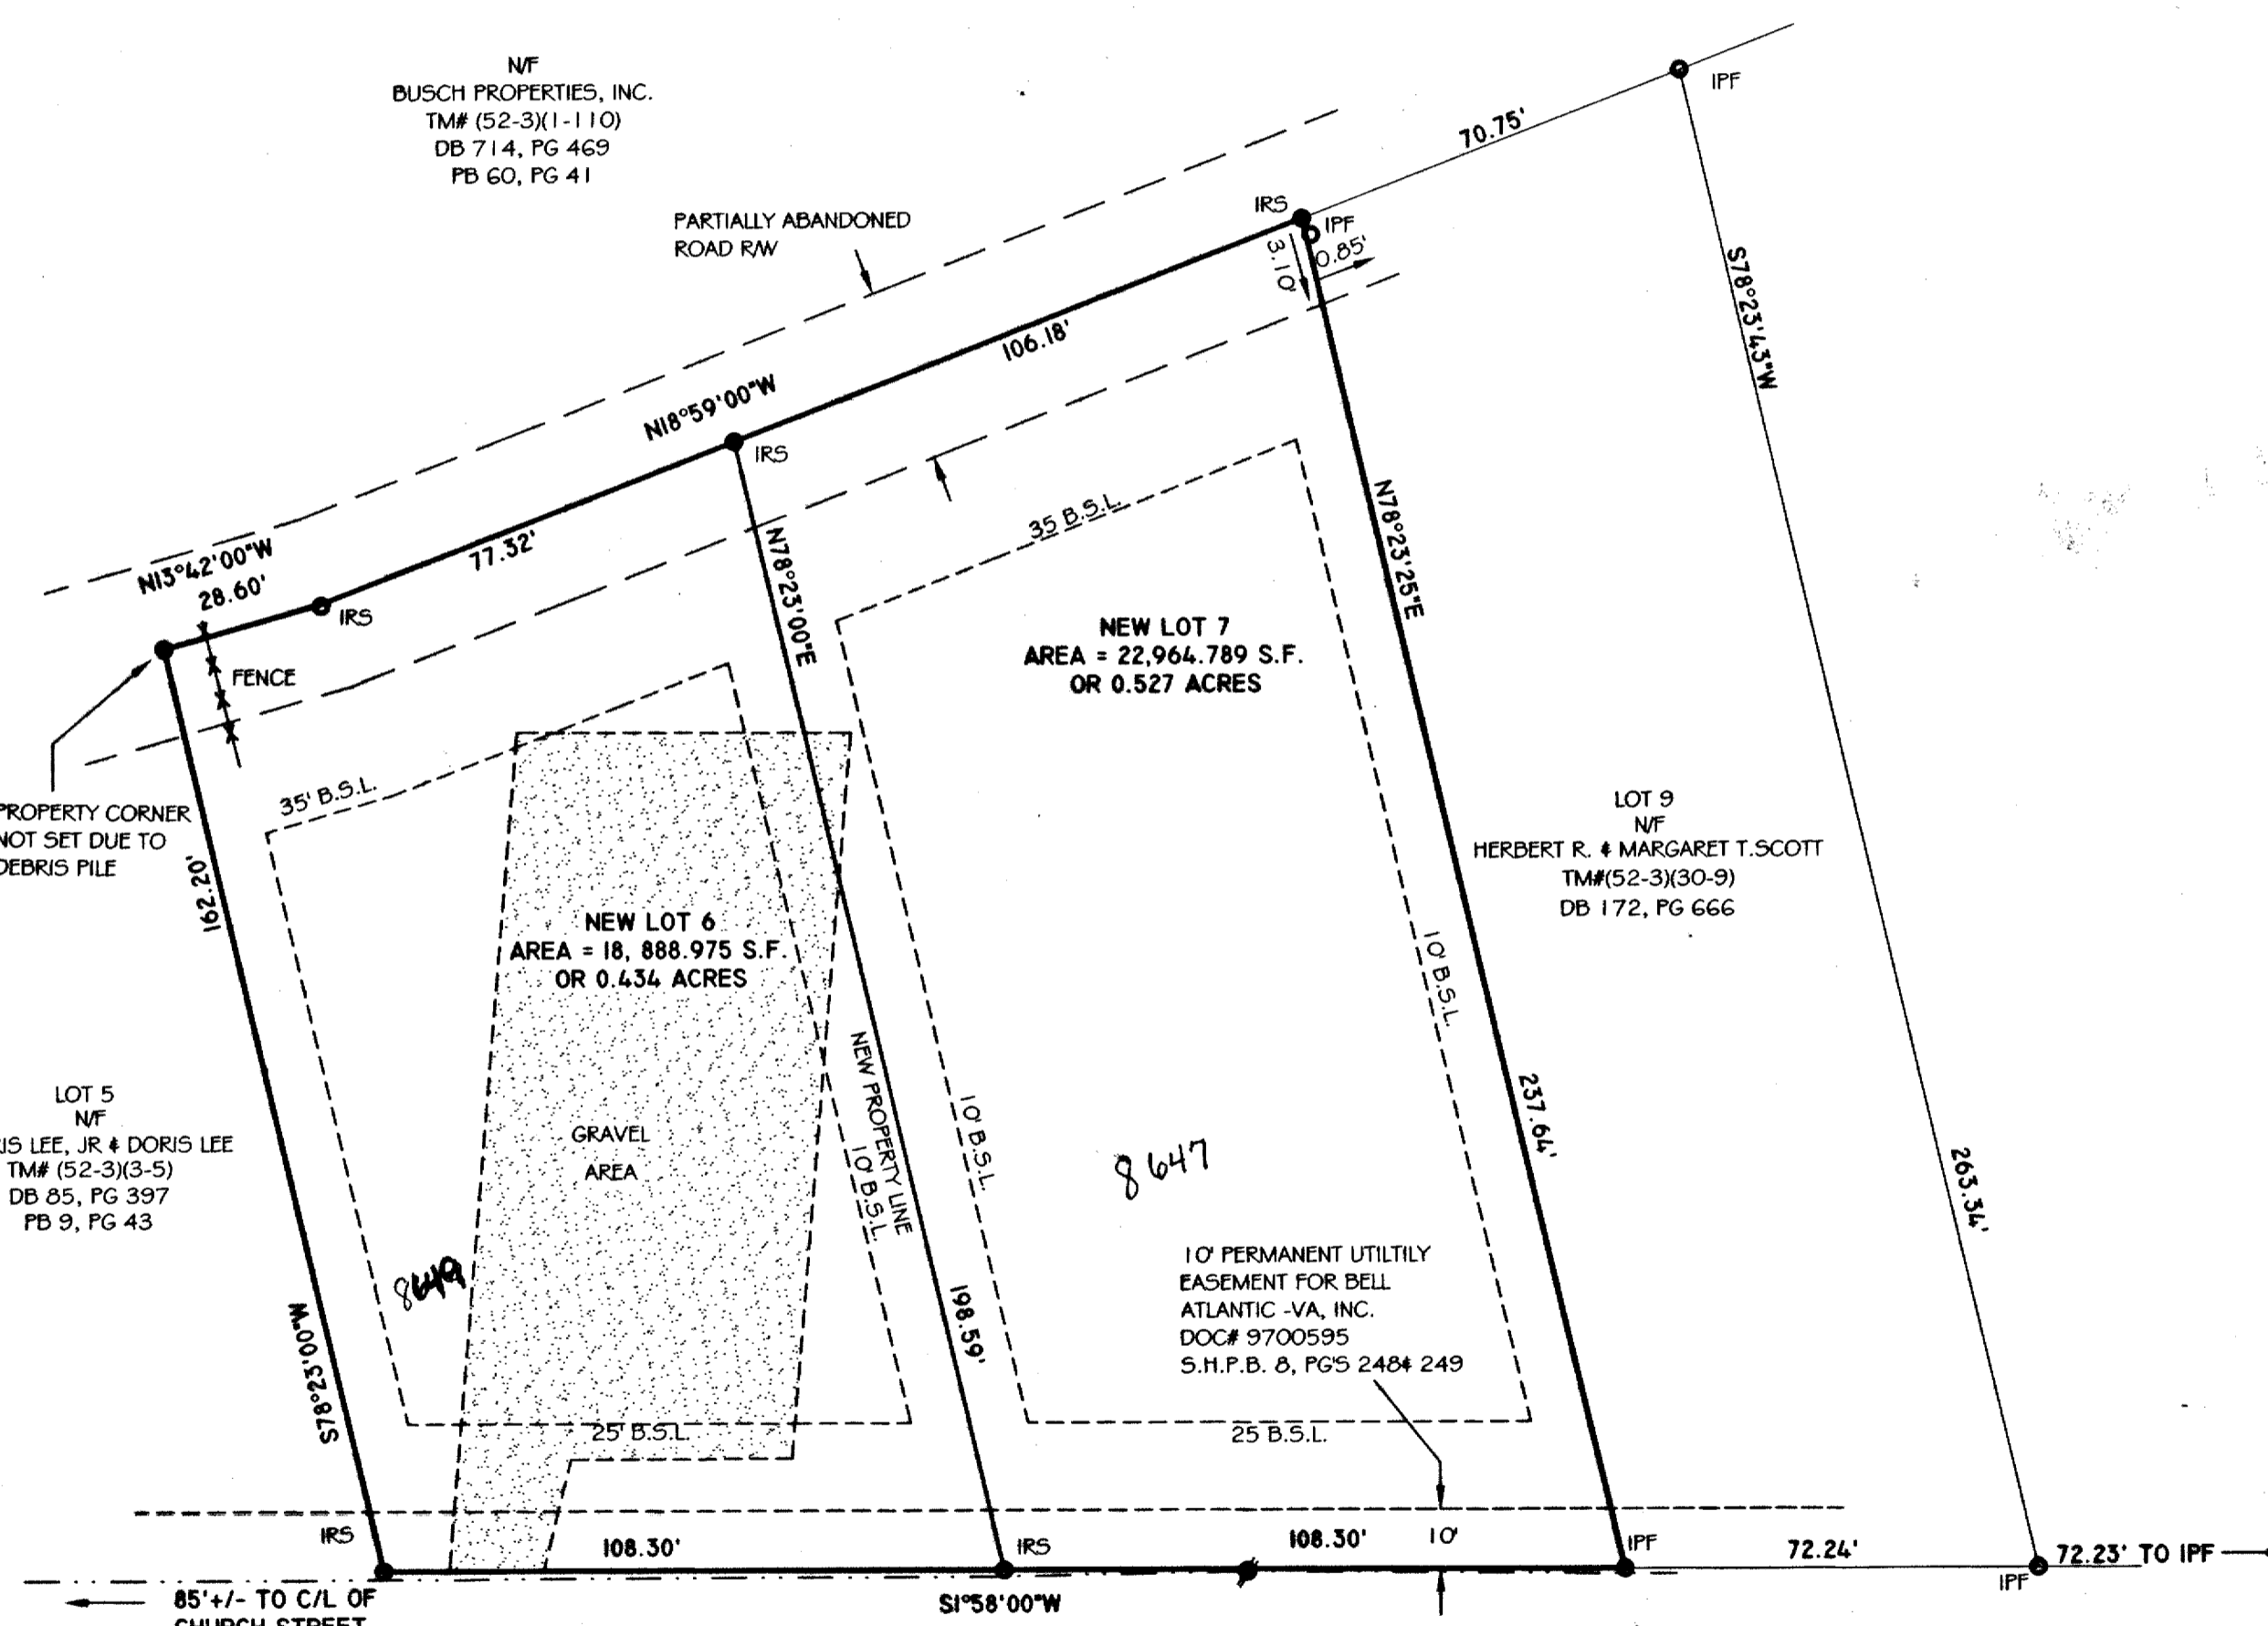 N/F
BUSCH PROPERTIES, INC.
TM# (52-3)(1-110)
DB 714, PG 469
PB 60, PG 41
PARTIALLY ABANDONED
ROAD R/W
IPF
70.75'
IRS
IPF
0.85'
3.10'
106.18'
S78°23'43"W
N18°59'00"W
IRS
77.32'
N13°42'00"W
28.60'
IRS
FENCE
35 B.S.L.
N78°23'25"E
N78°23'00"E
NEW LOT 7
AREA = 22,964.789 S.F.
OR 0.527 ACRES
35' B.S.L.
PROPERTY CORNER
NOT SET DUE TO
DEBRIS PILE
162.20'
LOT 9
N/F
HERBERT R. & MARGARET T.SCOTT
TM#(52-3)(30-9)
DB 172, PG 666
NEW LOT 6
AREA = 18, 888.975 S.F.
OR 0.434 ACRES
10' B.S.L.
NEW PROPERTY LINE
10' B.S.L.
10' B.S.L.
237.64'
263.34'
LOT 5
N/F
IS LEE, JR & DORIS LEE
TM# (52-3)(3-5)
DB 85, PG 397
PB 9, PG 43
GRAVEL
AREA
8647
8649
10' PERMANENT UTILTILY
EASEMENT FOR BELL
ATLANTIC -VA, INC.
DOC# 9700595
S.H.P.B. 8, PG'S 248& 249
198.59'
S78°23'00"W
25' B.S.L.
25 B.S.L.
IRS
108.30'
IRS
108.30'
10'
IPF
72.24'
IPF
72.23' TO IPF
85'+/- TO C/L OF
CHURCH STREET
S1°58'00"W